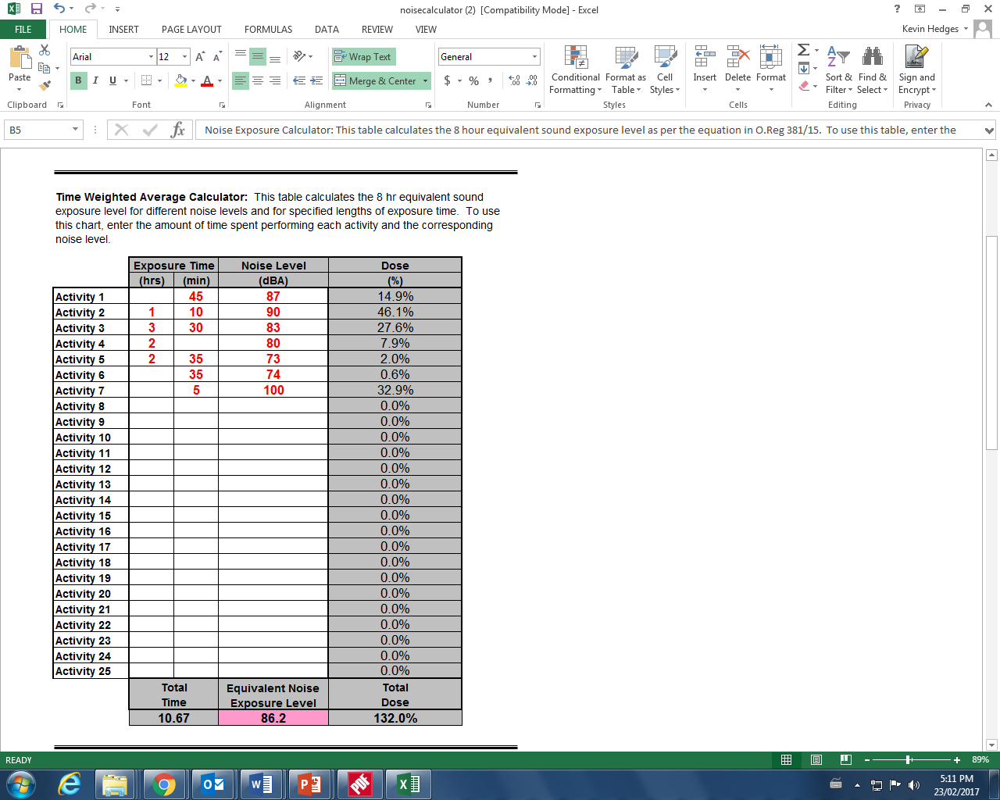 noisecalculator (2) [Compatibility Mode] - Excel
FILE HOME INSERT PAGE LAYOUT FORMULAS DATA REVIEW VIEW Kevin Hedges
Arial 12 Wrap Text General
Paste B I U Merge & Center $ % , Conditional Formatting Format as Table Cell Styles Insert Delete Format Sort & Filter Find & Select Sign and Encrypt
Clipboard Font Alignment Number Styles Cells Editing Privacy
B5 fx Noise Exposure Calculator: This table calculates the 8 hour equivalent sound exposure level as per the equation in O.Reg 381/15. To use this table, enter the
Time Weighted Average Calculator: This table calculates the 8 hr equivalent sound
exposure level for different noise levels and for specified lengths of exposure time. To use
this chart, enter the amount of time spent performing each activity and the corresponding
noise level.
Exposure Time Noise Level Dose
(hrs) (min) (dBA) (%)
Activity 1 45 87 14.9%
Activity 2 1 10 90 46.1%
Activity 3 3 30 83 27.6%
Activity 4 2 80 7.9%
Activity 5 2 35 73 2.0%
Activity 6 35 74 0.6%
Activity 7 5 100 32.9%
Activity 8 0.0%
Activity 9 0.0%
Activity 10 0.0%
Activity 11 0.0%
Activity 12 0.0%
Activity 13 0.0%
Activity 14 0.0%
Activity 15 0.0%
Activity 16 0.0%
Activity 17 0.0%
Activity 18 0.0%
Activity 19 0.0%
Activity 20 0.0%
Activity 21 0.0%
Activity 22 0.0%
Activity 23 0.0%
Activity 24 0.0%
Activity 25 0.0%
Total Equivalent Noise Total
Time Exposure Level Dose
10.67 86.2 132.0%
READY 89%
5:11 PM
23/02/2017